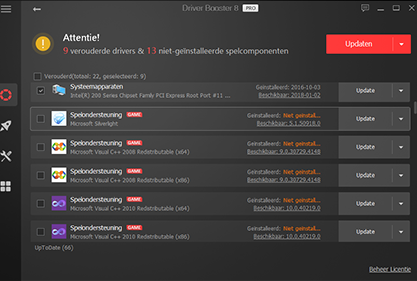 Driver Booster 8 PRO
Attentie!
9 verouderde drivers & 13 niet-geïnstalleerde spelcomponenten
Updaten
Verouderd(totaal: 22, geselecteerd: 9)
Systeemapparaten
Intel(R) 200 Series Chipset Family PCI Express Root Port #11 ...
Geïnstalleerd: 2016-10-03
Beschikbaar: 2018-01-02
Update
Spelondersteuning GAME
Microsoft Silverlight
Geïnstalleerd: Niet geïnstal...
Beschikbaar: 5.1.50918.0
Update
Spelondersteuning GAME
Microsoft Visual C++ 2008 Redistributable (x64)
Geïnstalleerd: Niet geïnstal...
Beschikbaar: 9.0.30729.4148
Update
Spelondersteuning GAME
Microsoft Visual C++ 2008 Redistributable (x86)
Geïnstalleerd: Niet geïnstal...
Beschikbaar: 9.0.30729.4148
Update
Spelondersteuning GAME
Microsoft Visual C++ 2010 Redistributable (x64)
Geïnstalleerd: Niet geïnstal...
Beschikbaar: 10.0.40219.0
Update
Spelondersteuning GAME
Microsoft Visual C++ 2010 Redistributable (x86)
Geïnstalleerd: Niet geïnstal...
Beschikbaar: 10.0.40219.0
Update
UpToDate (66)
Beheer Licentie